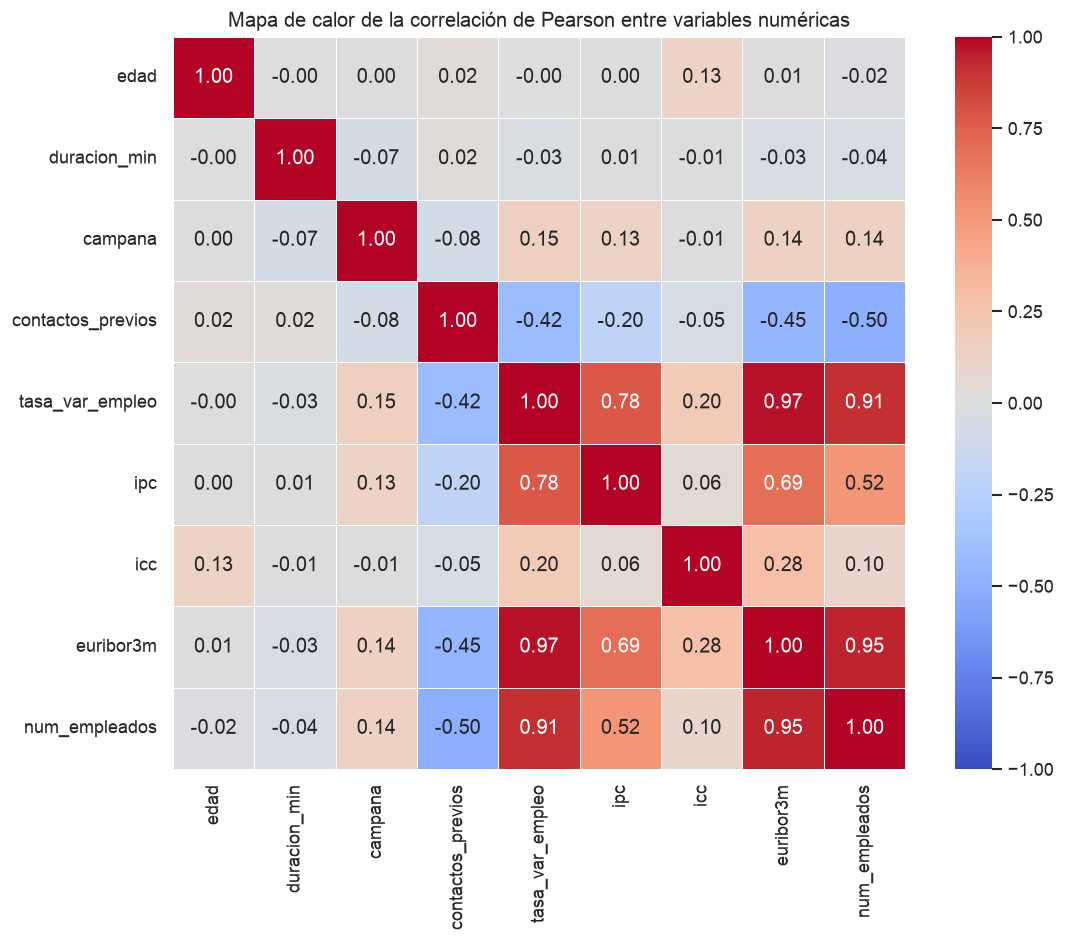 Mapa de calor de la correlación de Pearson entre variables numéricas
edad 1.00 -0.00 0.00 0.02 -0.00 0.00 0.13 0.01 -0.02
duracion_min -0.00 1.00 -0.07 0.02 -0.03 0.01 -0.01 -0.03 -0.04
campana 0.00 -0.07 1.00 -0.08 0.15 0.13 -0.01 0.14 0.14
contactos_previos 0.02 0.02 -0.08 1.00 -0.42 -0.20 -0.05 -0.45 -0.50
tasa_var_empleo -0.00 -0.03 0.15 -0.42 1.00 0.78 0.20 0.97 0.91
ipc 0.00 0.01 0.13 -0.20 0.78 1.00 0.06 0.69 0.52
icc 0.13 -0.01 -0.01 -0.05 0.20 0.06 1.00 0.28 0.10
euribor3m 0.01 -0.03 0.14 -0.45 0.97 0.69 0.28 1.00 0.95
num_empleados -0.02 -0.04 0.14 -0.50 0.91 0.52 0.10 0.95 1.00
edad duracion_min campana contactos_previos tasa_var_empleo ipc icc euribor3m num_empleados
1.00
0.75
0.50
0.25
0.00
−0.25
−0.50
−0.75
−1.00